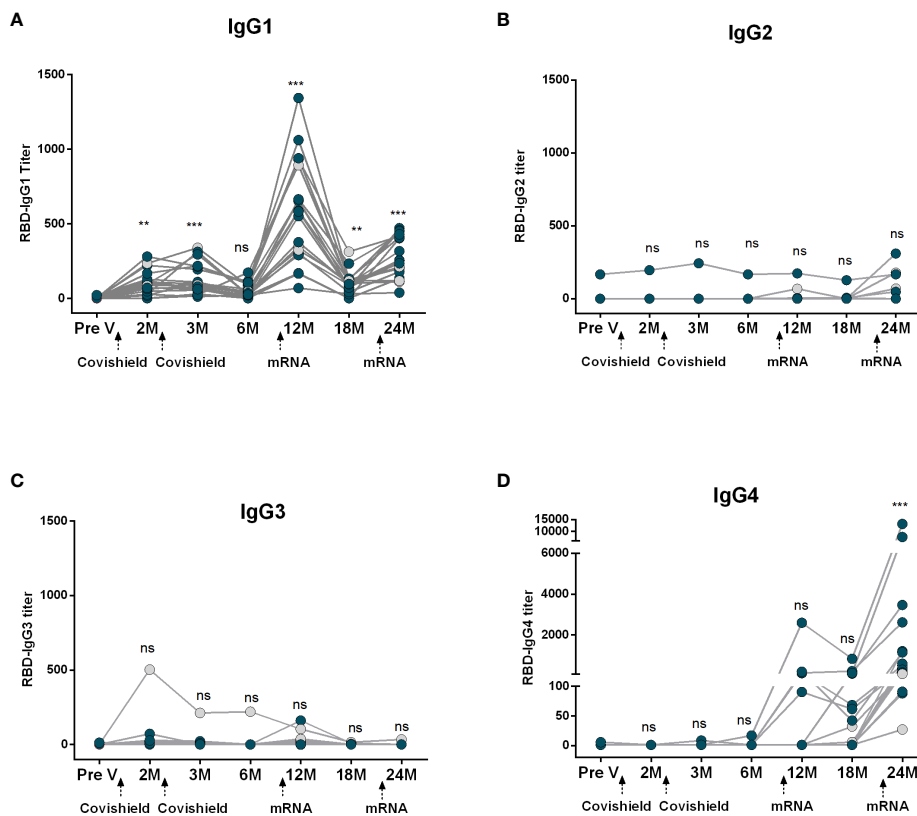 A
IgG1
RBD-IgG1 Titer
1500
1000
500
0
** *** ns *** ** ***
Pre V 2M 3M 6M 12M 18M 24M
Covishield Covishield mRNA mRNA
B
IgG2
RBD-IgG2 titer
1500
1000
500
0
ns ns ns ns ns ns
Pre V 2M 3M 6M 12M 18M 24M
Covishield Covishield mRNA mRNA
C
IgG3
RBD-IgG3 titer
1500
1000
500
0
ns ns ns ns ns ns
Pre V 2M 3M 6M 12M 18M 24M
Covishield Covishield mRNA mRNA
D
IgG4
RBD-IgG4 titer
15000
10000
6000
2000
100
50
0
ns ns ns ns ns ***
Pre V 2M 3M 6M 12M 18M 24M
Covishield Covishield mRNA mRNA